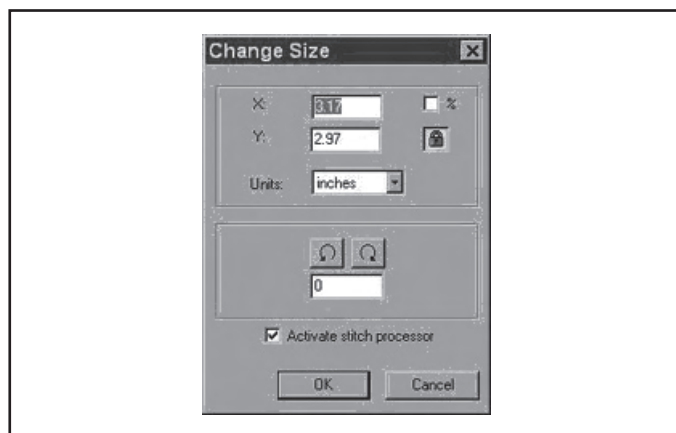 Change Size
X: 3.17 %
Y: 2.97
Units: inches
0
Activate stitch processor
OK Cancel